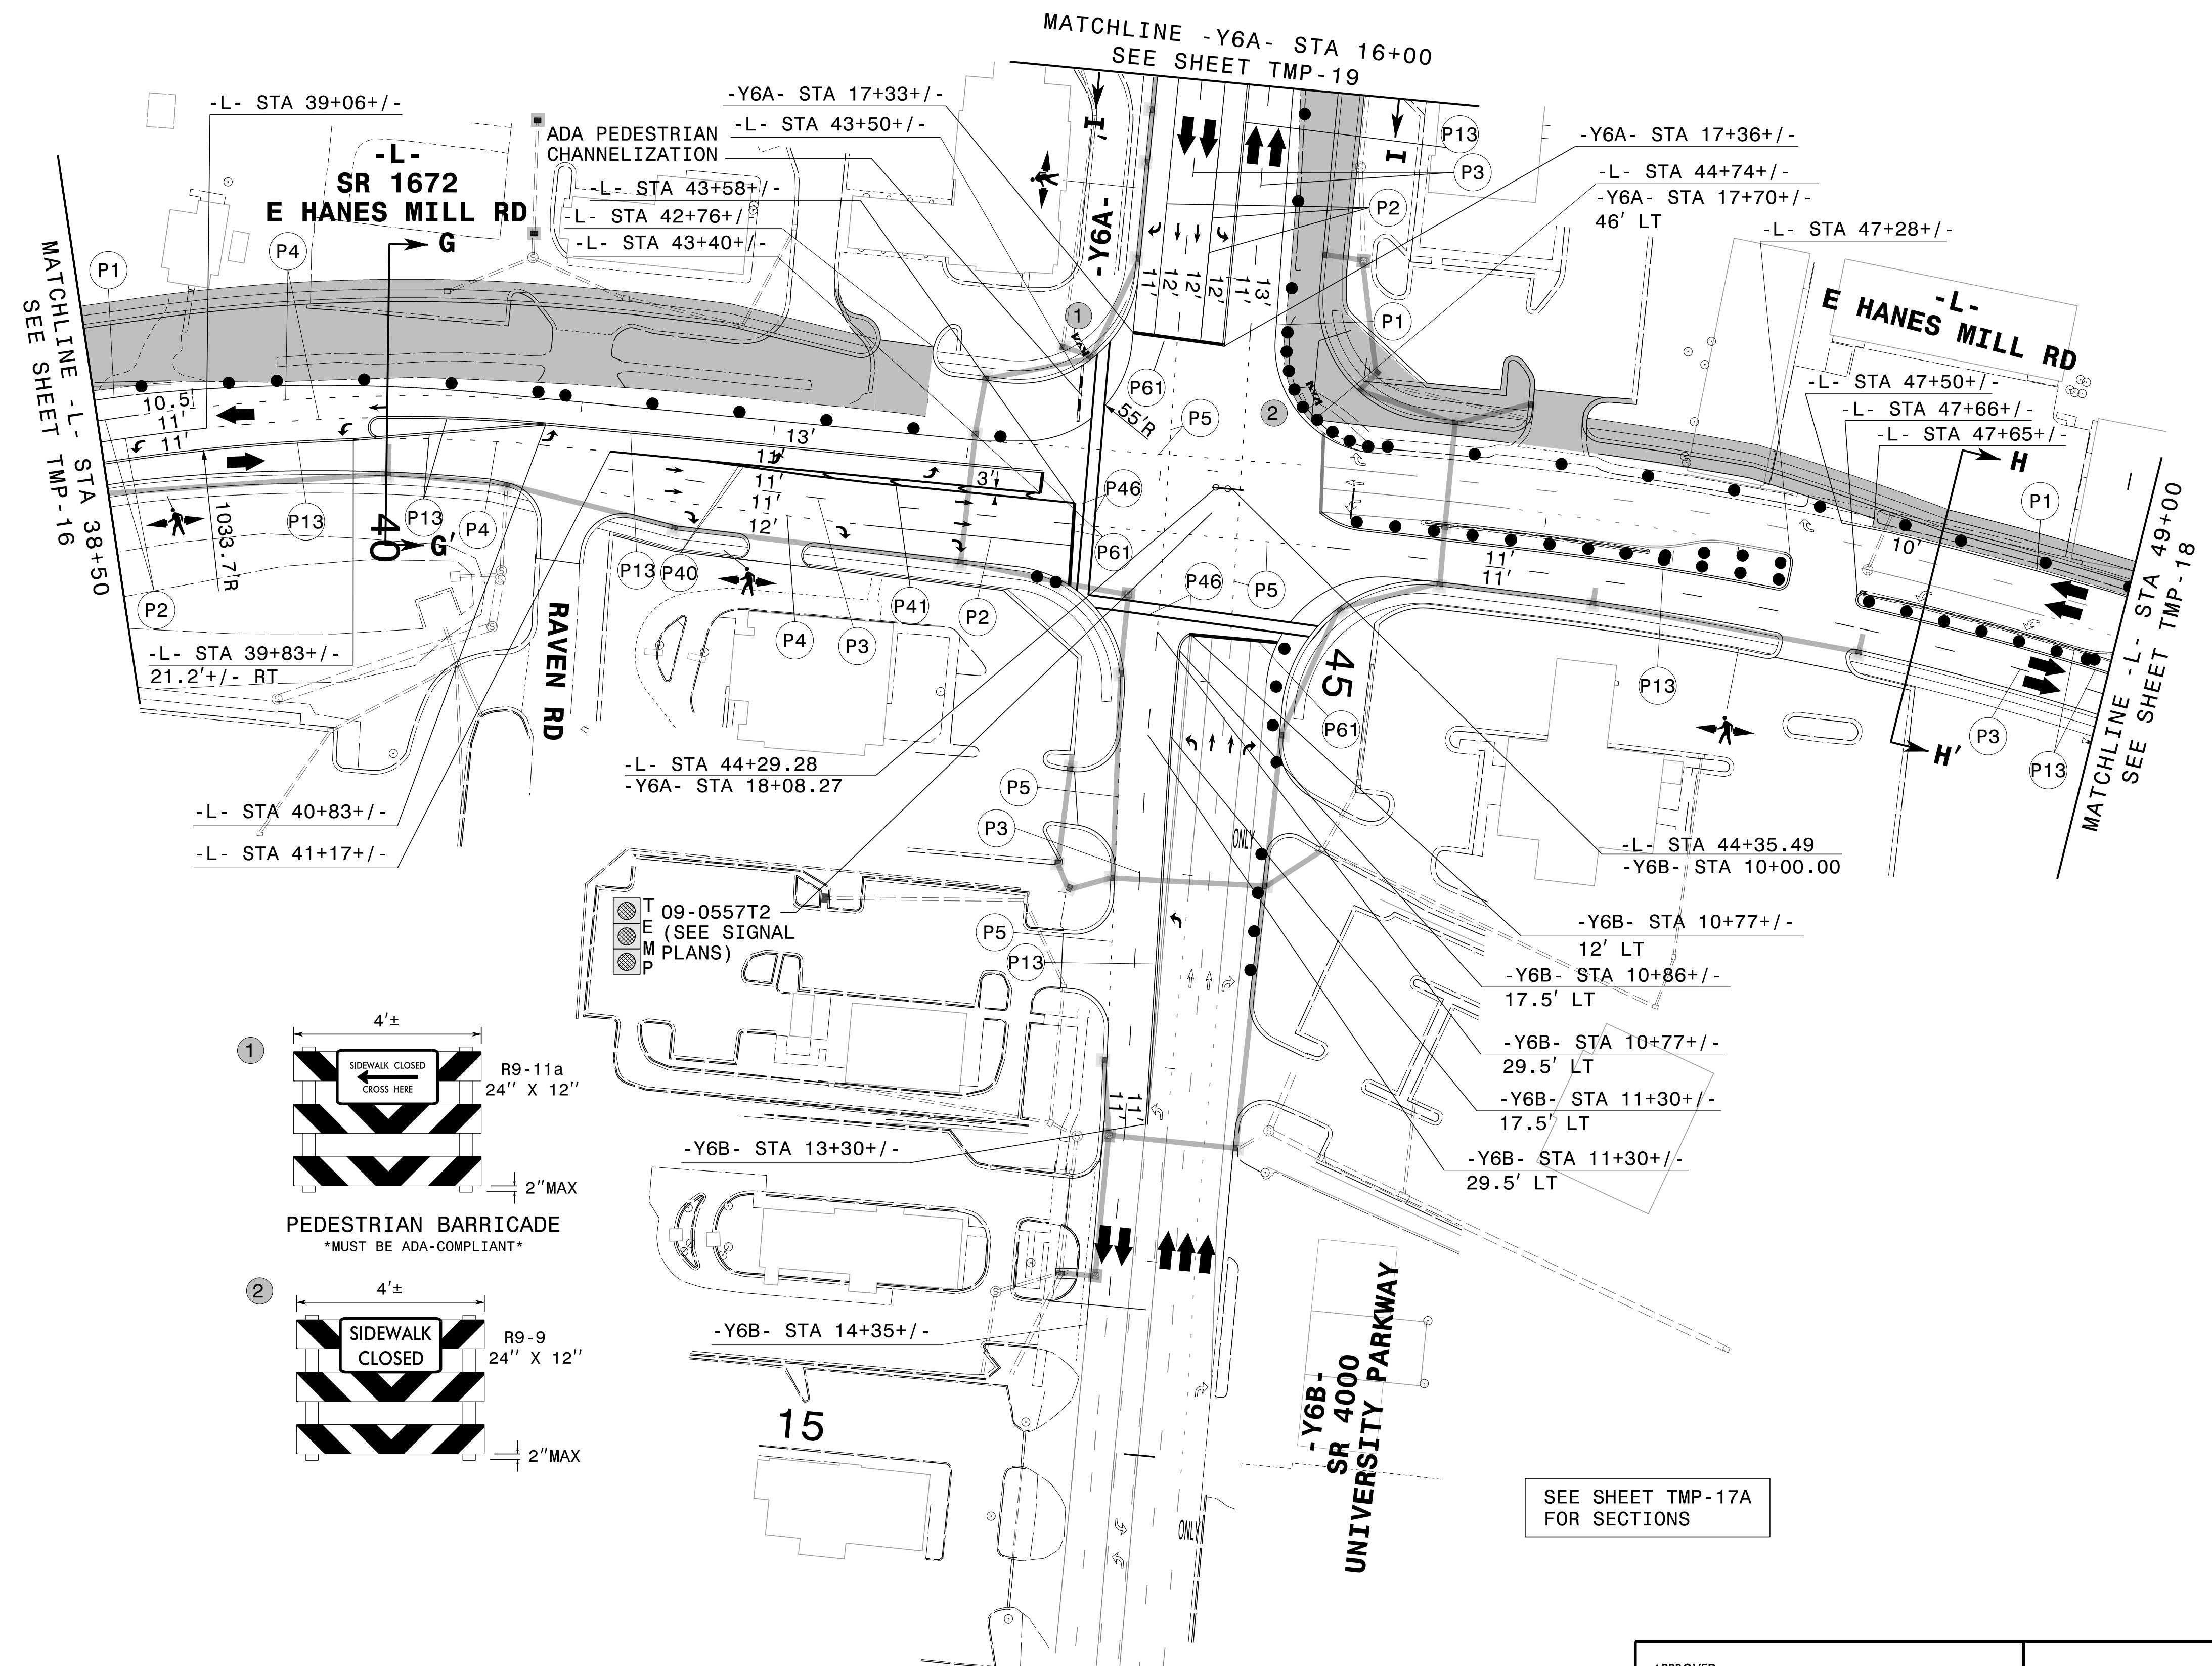 MATCHLINE -Y6A- STA 16+00
SEE SHEET TMP-19
-L- STA 39+06+/-
-Y6A- STA 17+33+/-
-L- STA 43+50+/-
ADA PEDESTRIAN
CHANNELIZATION
-L- STA 43+58+/-
-L- STA 42+76+/-
-L- STA 43+40+/-
-L-
SR 1672
E HANES MILL RD
G
P4
P1
MATCHLINE -L- STA 38+50
SEE SHEET TMP-16
I'
-Y6A-
1
I
P13
P3
P2
-Y6A- STA 17+36+/-
-L- STA 44+74+/-
-Y6A- STA 17+70+/-
46' LT
-L- STA 47+28+/-
-L-
E HANES MILL RD
-L- STA 47+50+/-
-L- STA 47+66+/-
-L- STA 47+65+/-
H
P1
11'
12'
12'
12'
11'
13'
P1
P61
55'R
P5
2
10.5'
11'
11'
13'
11'
11'
11'
12'
3'
P46
P61
10'
11'
11'
MATCHLINE -L- STA 49+00
SEE SHEET TMP-18
1033.7'R
P13
40
G'
P13
P4
P2
P13
P40
P4
P3
P41
P2
P46
P5
-L- STA 39+83+/-
21.2'+/- RT
RAVEN RD
45
P61
P13
P3
H'
P13
-L- STA 44+29.28
-Y6A- STA 18+08.27
P5
P3
-L- STA 40+83+/-
-L- STA 41+17+/-
ONLY
-L- STA 44+35.49
-Y6B- STA 10+00.00
TEMP
09-0557T2
(SEE SIGNAL
PLANS)
P5
P13
-Y6B- STA 10+77+/-
12' LT
-Y6B- STA 10+86+/-
17.5' LT
-Y6B- STA 10+77+/-
29.5' LT
-Y6B- STA 11+30+/-
17.5' LT
-Y6B- STA 11+30+/-
29.5' LT
1
4'±
SIDEWALK CLOSED
CROSS HERE
R9-11a
24'' X 12''
2"MAX
PEDESTRIAN BARRICADE
*MUST BE ADA-COMPLIANT*
2
4'±
SIDEWALK
CLOSED
R9-9
24'' X 12''
2"MAX
11'
11'
-Y6B- STA 13+30+/-
-Y6B- STA 14+35+/-
15
ONLY
-Y6B-
SR 4000
UNIVERSITY PARKWAY
SEE SHEET TMP-17A
FOR SECTIONS